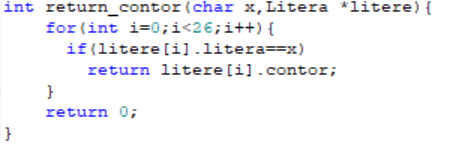 int return_contor(char x,Litera *litere){
    for(int i=0;i<26;i++){
      if(litere[i].litera==x)
        return litere[i].contor;
    }
    return 0;
}